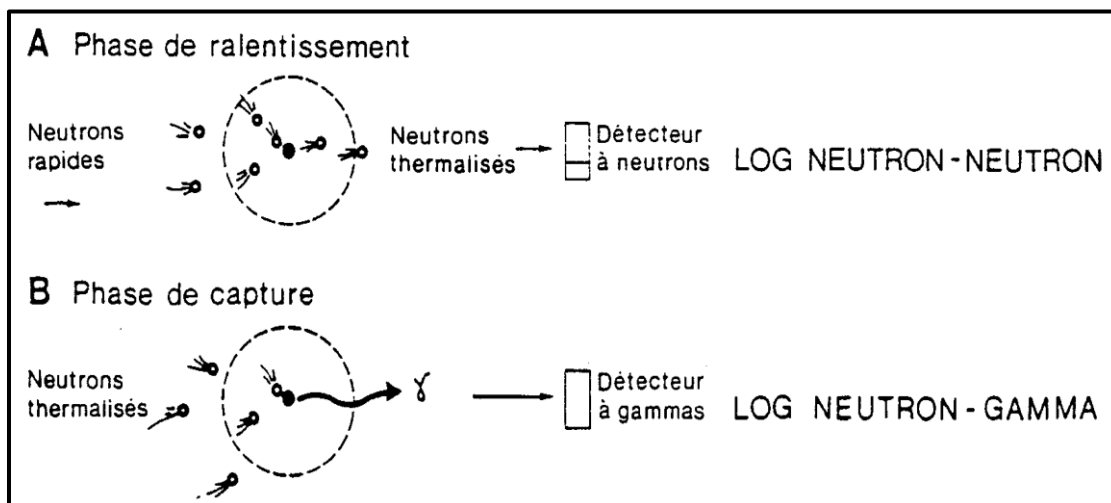 A Phase de ralentissement
Neutrons
rapides
Neutrons
thermalisés
Détecteur
à neutrons
LOG NEUTRON-NEUTRON
B Phase de capture
Neutrons
thermalisés
γ
Détecteur
à gammas
LOG NEUTRON-GAMMA